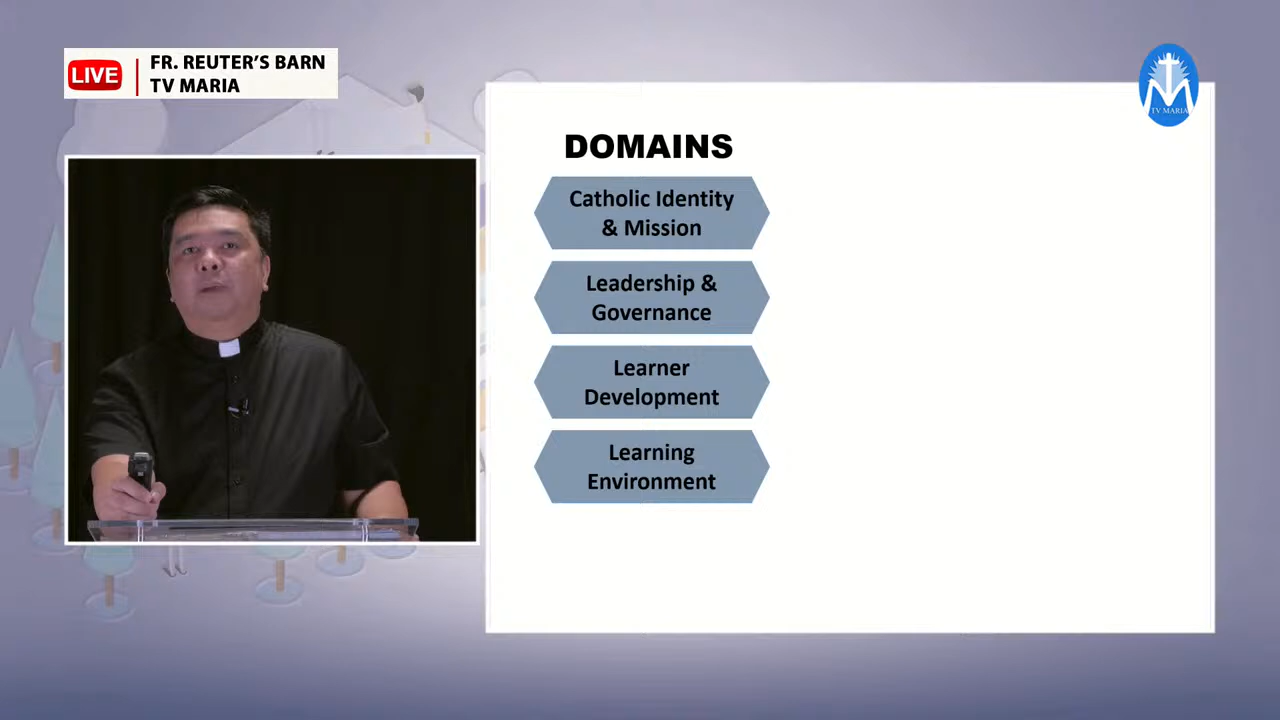 LIVE
FR. REUTER'S BARN
TV MARIA
TV MARIA
DOMAINS
Catholic Identity
& Mission
Leadership &
Governance
Learner
Development
Learning
Environment